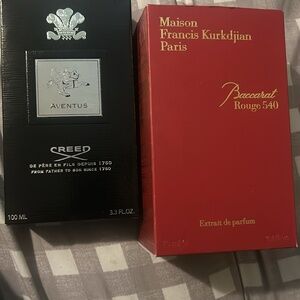 AVENTUS
CREED
DE PÈRE EN FILS DEPUIS 1760
FROM FATHER TO SON SINCE 1760
100 ML
3.3 FL.OZ.
Maison
Francis Kurkdjian
Paris
Baccarat
Rouge 540
Extrait de parfum